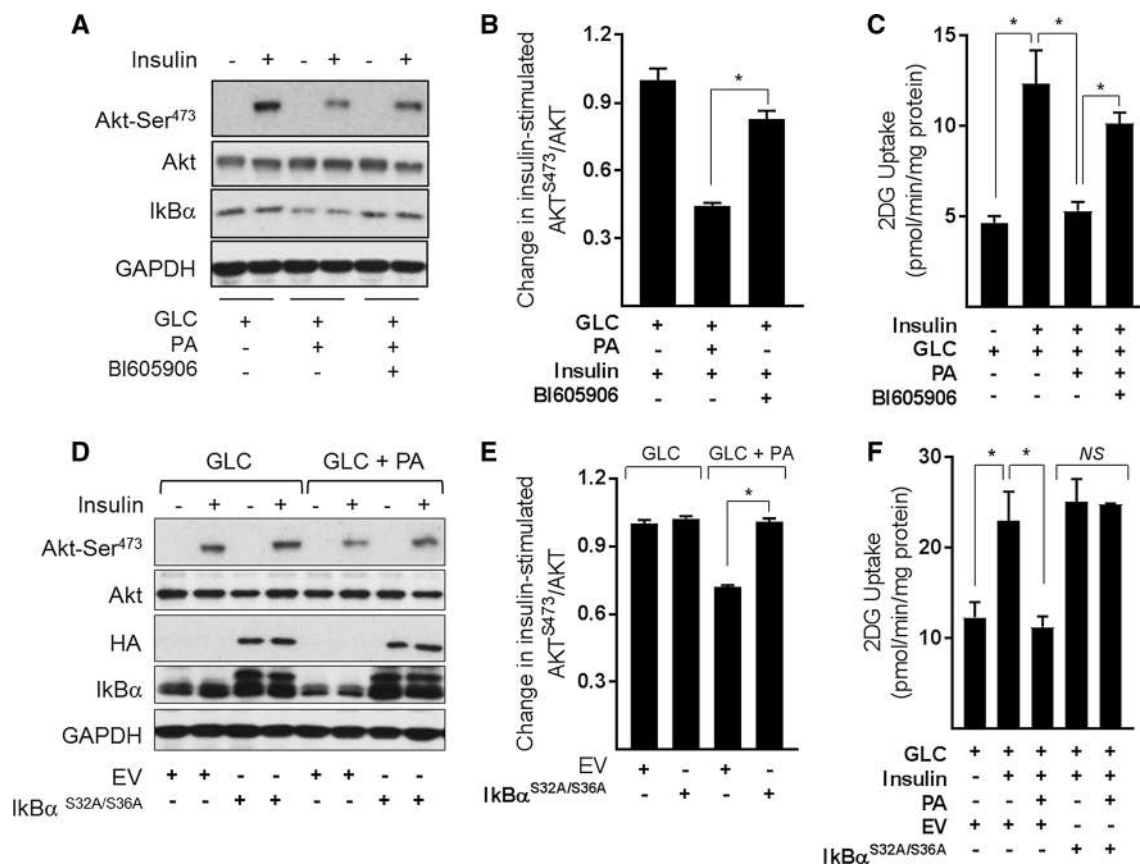 A
Insulin - + - + - +
Akt-Ser473
Akt
IkBα
GAPDH
GLC + + +
PA - + +
BI605906 - - +
B
Change in insulin-stimulated
AKTS473/AKT
1.2
0.9
0.6
0.3
*
GLC + + +
PA - + -
Insulin + + +
BI605906 - - +
C
2DG Uptake
(pmol/min/mg protein)
15
10
5
* * *
Insulin - + + +
GLC + + + +
PA - - + +
BI605906 - - - +
D
GLC GLC + PA
Insulin - + - + - + - +
Akt-Ser473
Akt
HA
IkBα
GAPDH
EV + + - - + + - -
IkBα S32A/S36A - - + + - - + +
E
Change in insulin-stimulated
AKTS473/AKT
1.2
0.9
0.6
0.3
GLC GLC + PA
*
EV + - + -
IkBα S32A/S36A - + - +
F
2DG Uptake
(pmol/min/mg protein)
30
20
10
* * NS
GLC + + + + +
Insulin - + + + +
PA - - + - +
EV + + + - -
IkBα S32A/S36A - - - + +